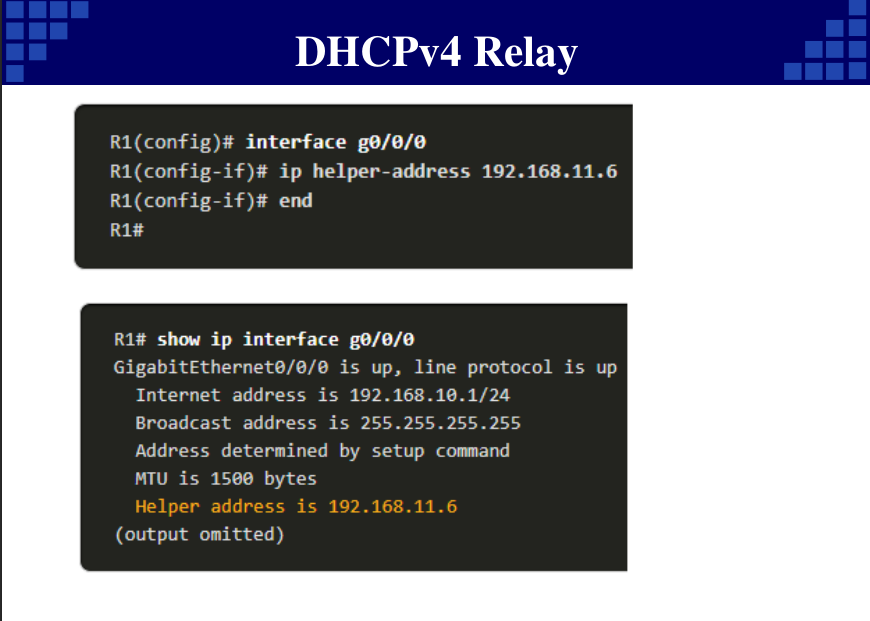 DHCPv4 Relay
R1(config)# interface g0/0/0
R1(config-if)# ip helper-address 192.168.11.6
R1(config-if)# end
R1#
R1# show ip interface g0/0/0
GigabitEthernet0/0/0 is up, line protocol is up
Internet address is 192.168.10.1/24
Broadcast address is 255.255.255.255
Address determined by setup command
MTU is 1500 bytes
Helper address is 192.168.11.6
(output omitted)